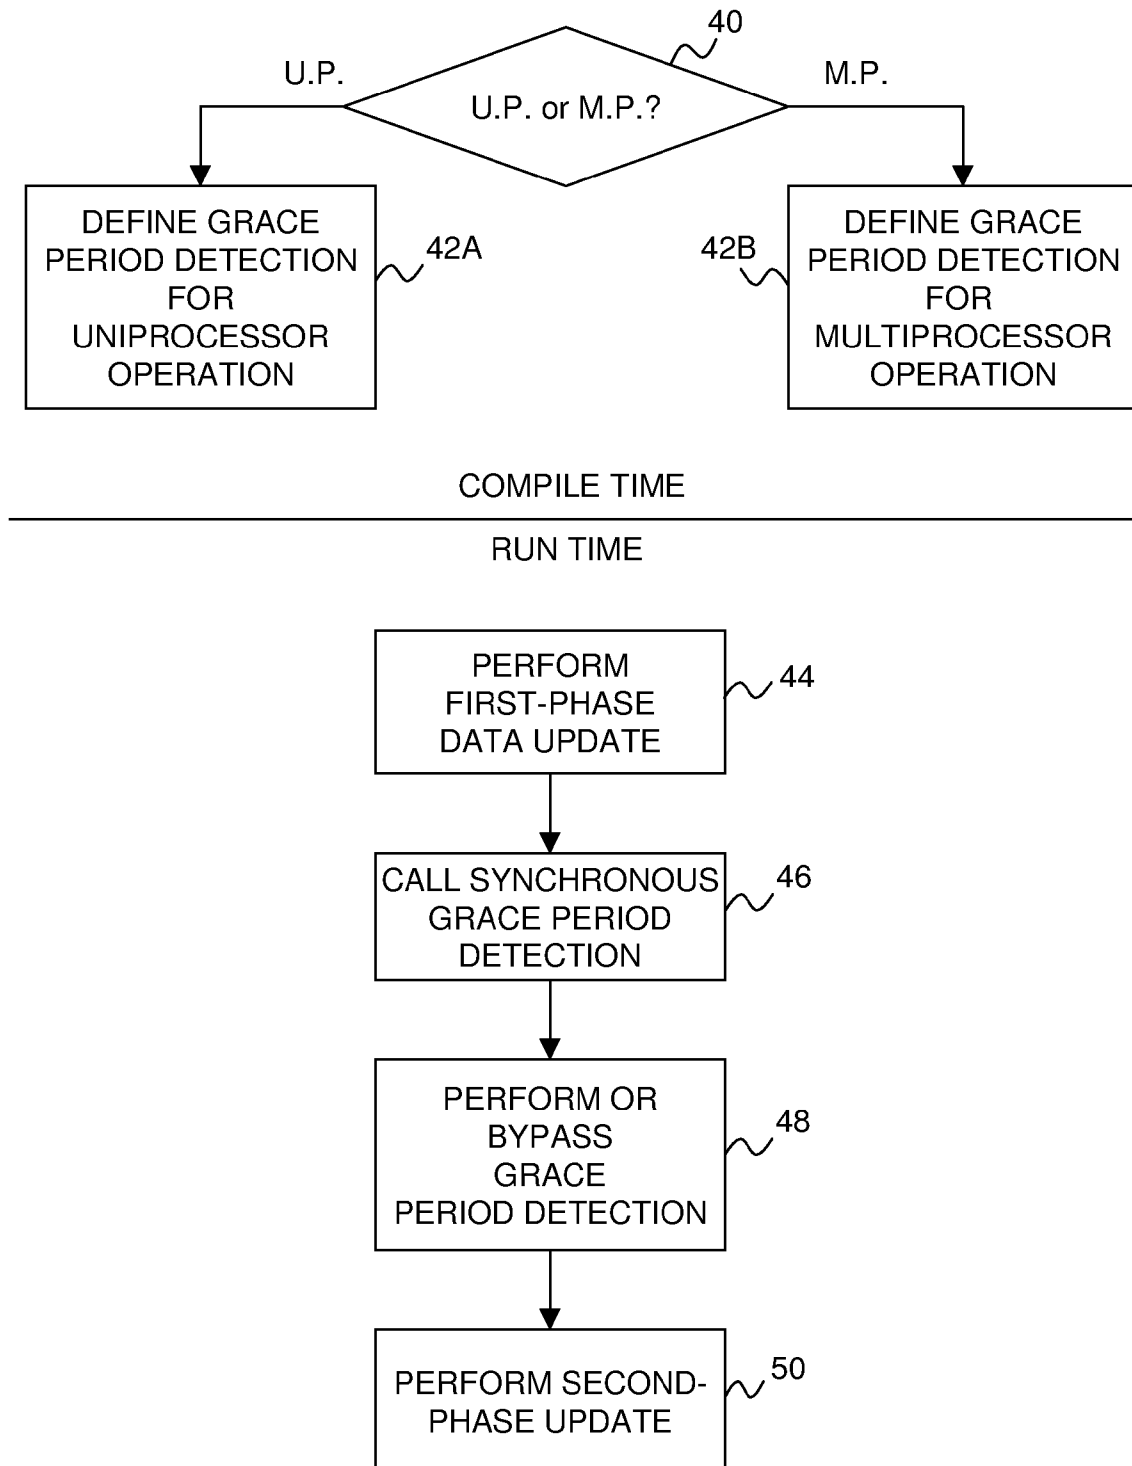 40
U.P.
M.P.
U.P. or M.P.?
DEFINE GRACE
PERIOD DETECTION
FOR
UNIPROCESSOR
OPERATION
42A
42B
DEFINE GRACE
PERIOD DETECTION
FOR
MULTIPROCESSOR
OPERATION
COMPILE TIME
RUN TIME
PERFORM
FIRST-PHASE
DATA UPDATE
44
CALL SYNCHRONOUS
GRACE PERIOD
DETECTION
46
PERFORM OR
BYPASS
GRACE
PERIOD DETECTION
48
PERFORM SECOND-
PHASE UPDATE
50